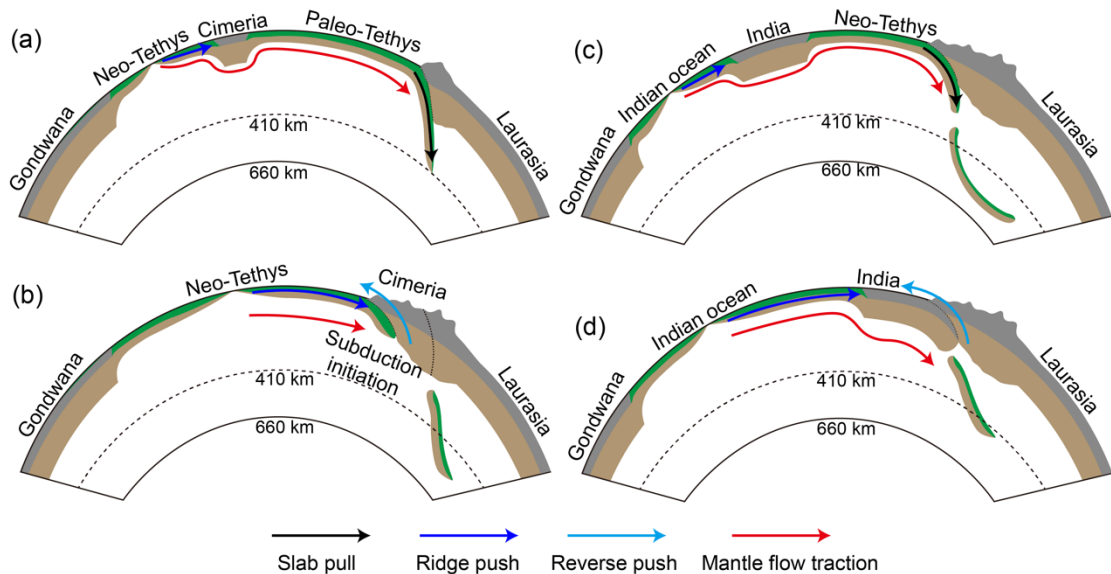 (a)
Gondwana
Neo-Tethys
Cimeria
Paleo-Tethys
Laurasia
410 km
660 km
(c)
Gondwana
Indian ocean
India
Neo-Tethys
Laurasia
410 km
660 km
(b)
Gondwana
Neo-Tethys
Cimeria
Laurasia
Subduction
initiation
410 km
660 km
(d)
Gondwana
Indian ocean
India
Laurasia
410 km
660 km
Slab pull
Ridge push
Reverse push
Mantle flow traction